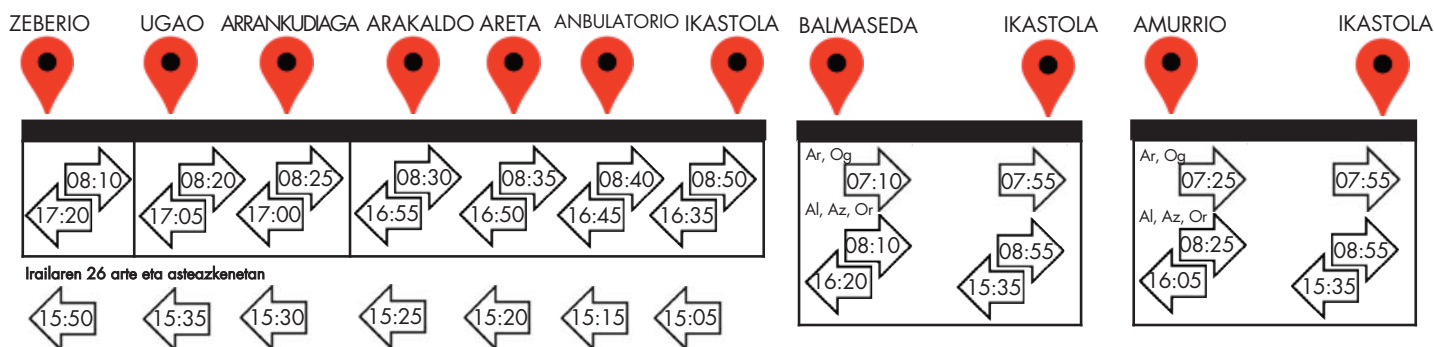 ZEBERIO UGAO ARRANKUDIAGA ARAKALDO ARETA ANBULATORIO IKASTOLA
08:10 08:20 08:25 08:30 08:35 08:40 08:50
17:20 17:05 17:00 16:55 16:50 16:45 16:35
Irailaren 26 arte eta asteazkenetan
15:50 15:35 15:30 15:25 15:20 15:15 15:05
BALMASEDA IKASTOLA
Ar, Og
07:10 07:55
Al, Az, Or
08:10 08:55
16:20 15:35
AMURRIO IKASTOLA
Ar, Og
07:25 07:55
Al, Az, Or
08:25 08:55
16:05 15:35